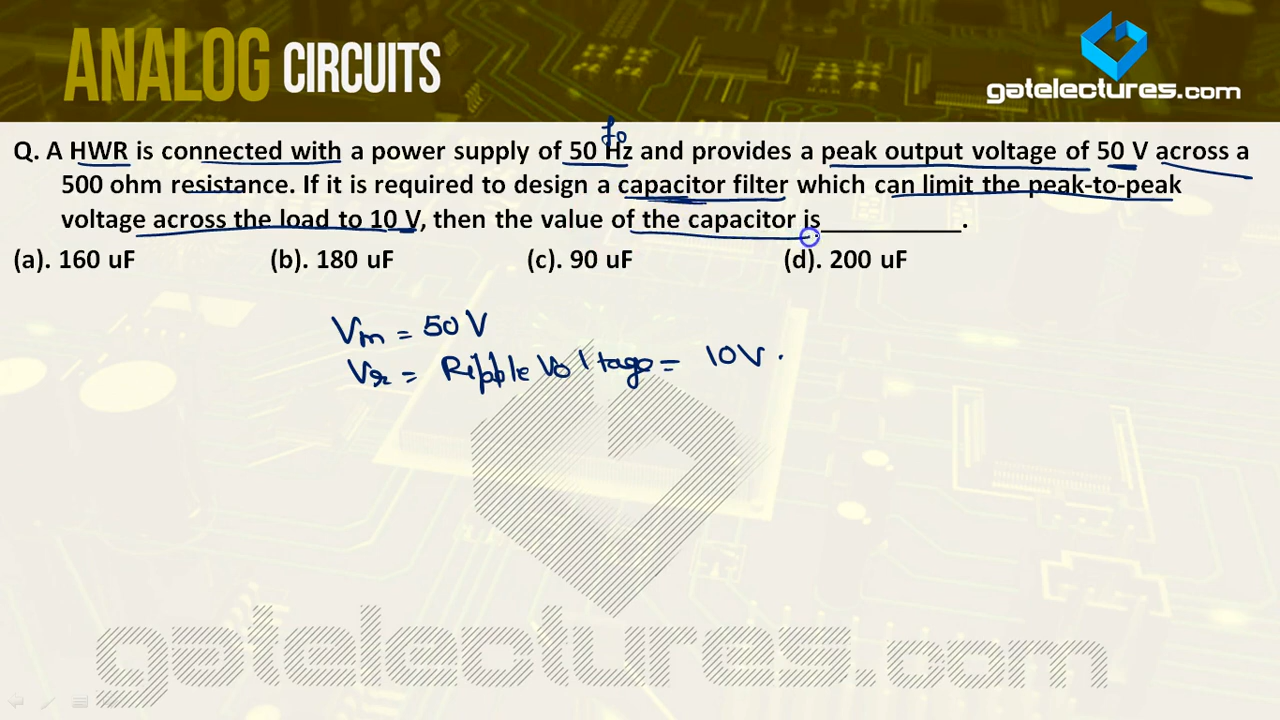 ANALOG CIRCUITS
gatelectures.com
fo
Q. A HWR is connected with a power supply of 50 Hz and provides a peak output voltage of 50 V across a
500 ohm resistance. If it is required to design a capacitor filter which can limit the peak-to-peak
voltage across the load to 10 V, then the value of the capacitor is__________.
(a). 160 uF (b). 180 uF (c). 90 uF (d). 200 uF
Vm = 50 V
Vr = Ripple Voltage = 10V.
gatelectures.com